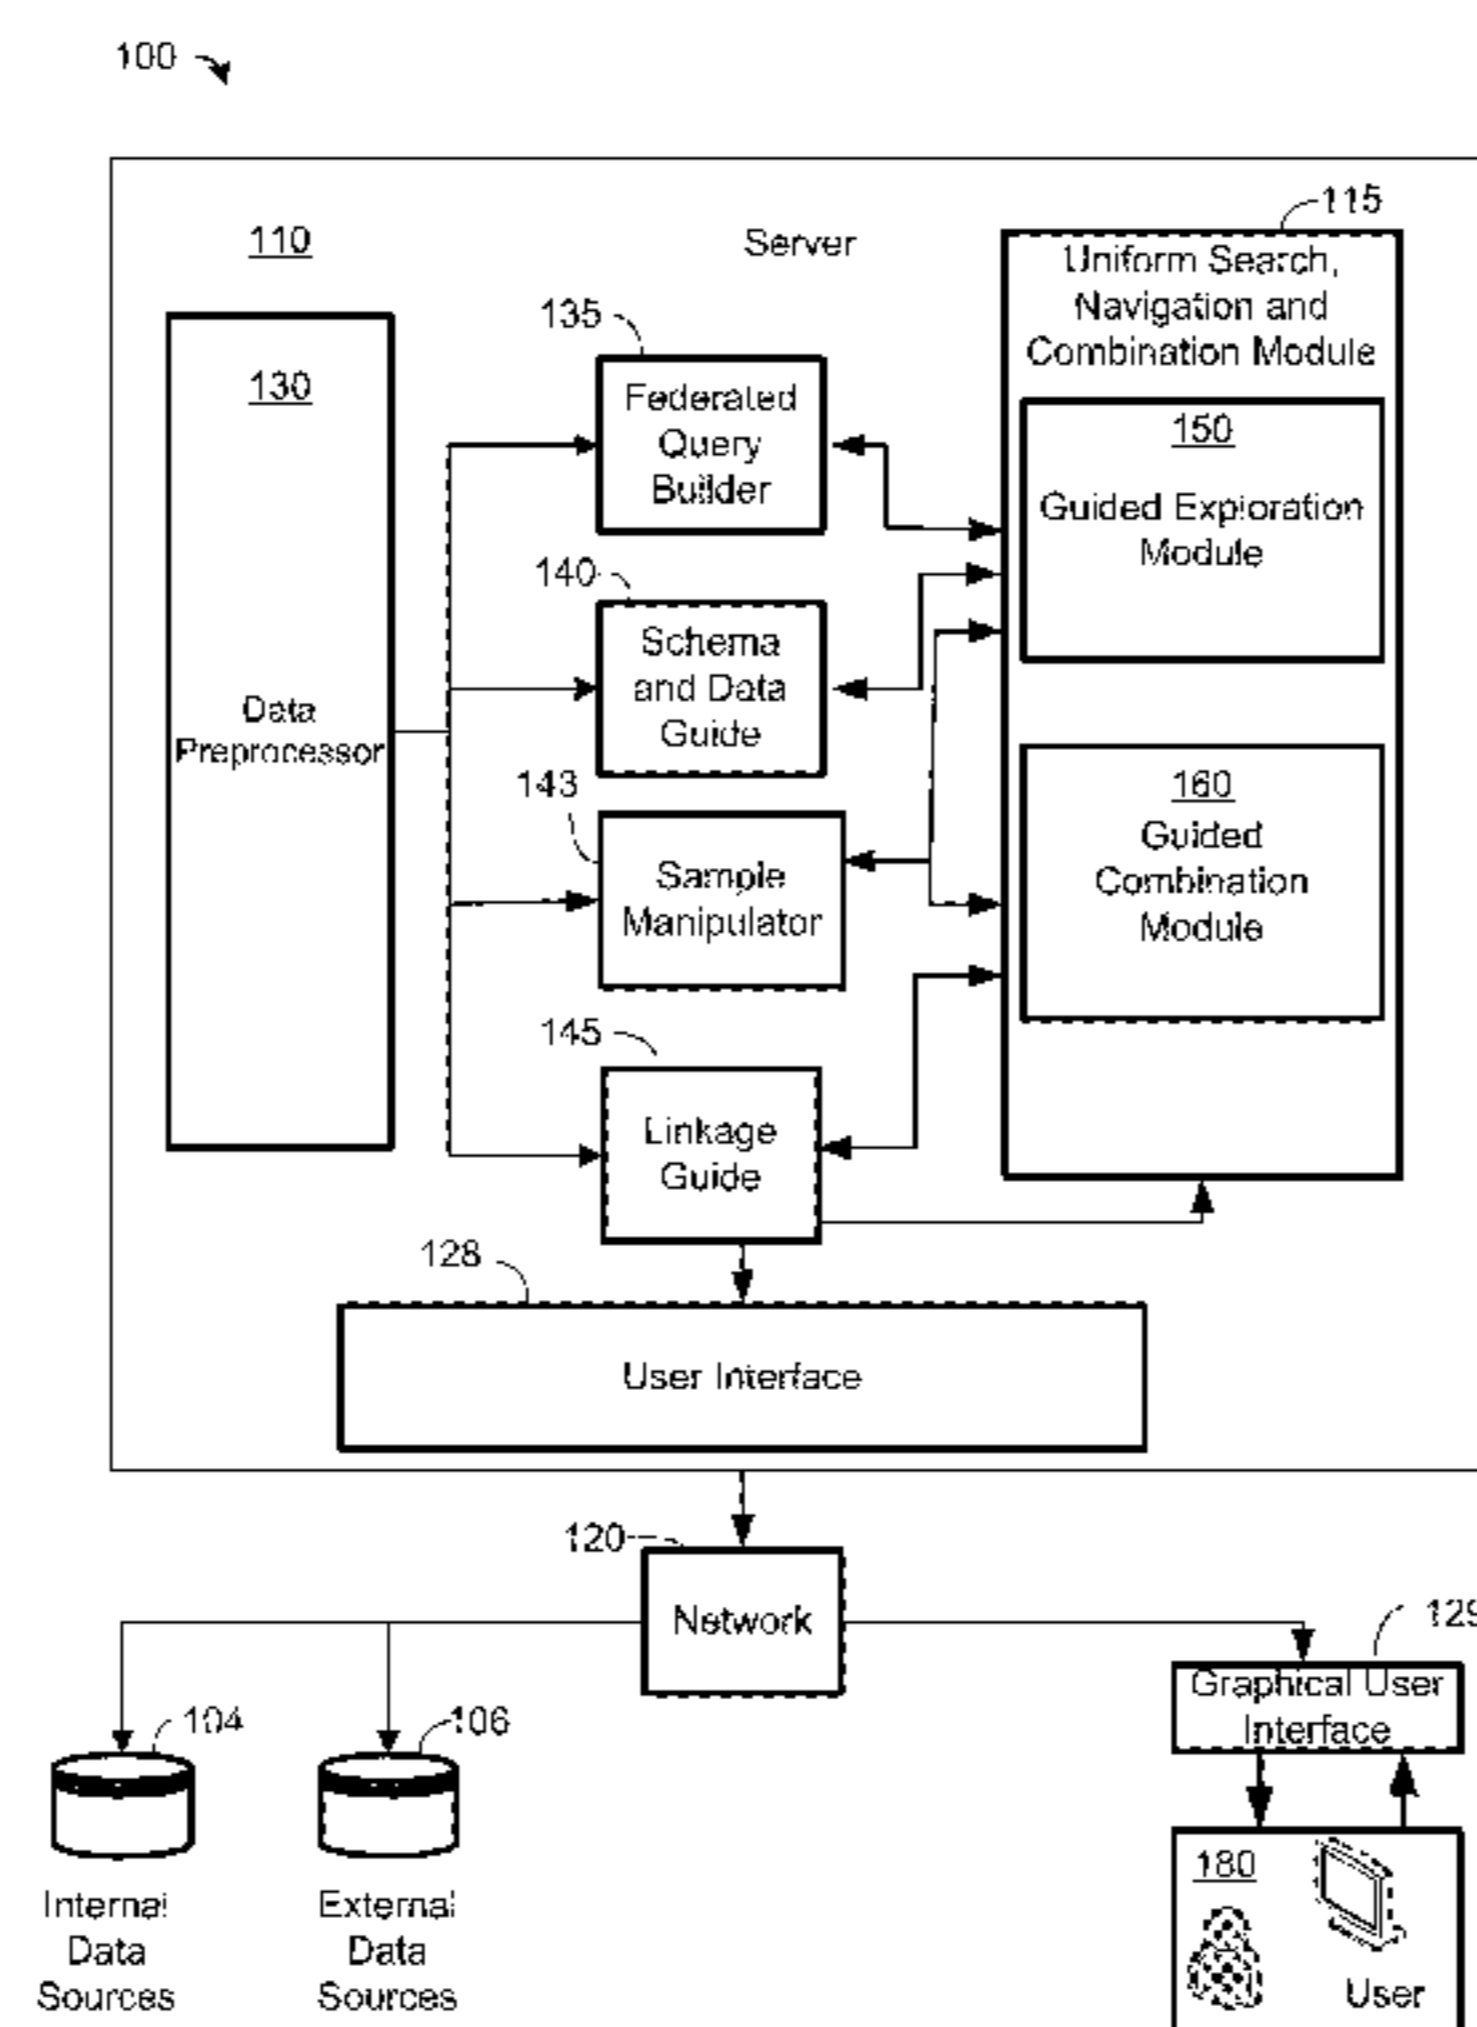 100
110
Server
115
Uniform Search,
Navigation and
Combination Module
130
Data
Preprocessor
135
Federated
Query
Builder
150
Guided Exploration
Module
140
Schema
and Data
Guide
143
Sample
Manipulator
160
Guided
Combination
Module
145
Linkage
Guide
128
User Interface
120
Network
129
Graphical User
Interface
104
106
Internal
Data
Sources
External
Data
Sources
180
User